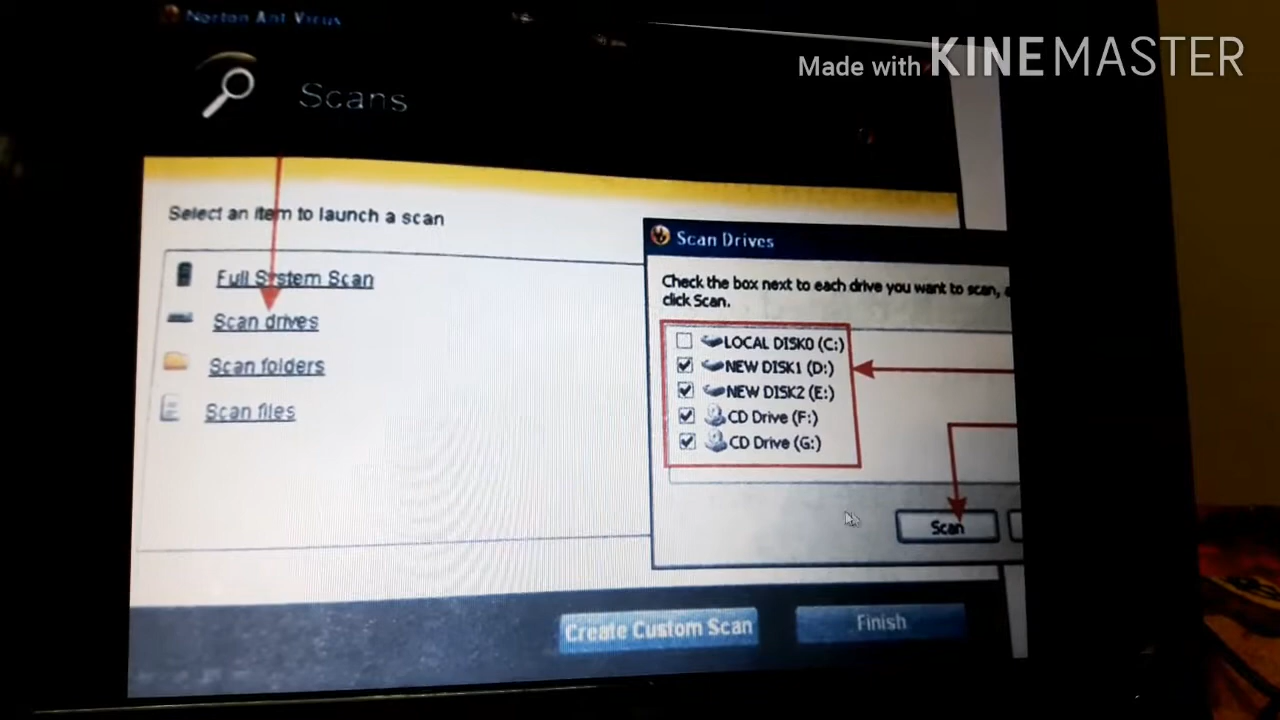 Norton Ant Virus
Made with KINEMASTER
Scans
Select an item to launch a scan
Full System Scan
Scan drives
Scan folders
Scan files
Scan Drives
Check the box next to each drive you want to scan,
click Scan.
LOCAL DISK0 (C:)
NEW DISK1 (D:)
NEW DISK2 (E:)
CD Drive (F:)
CD Drive (G:)
Scan
Create Custom Scan
Finish